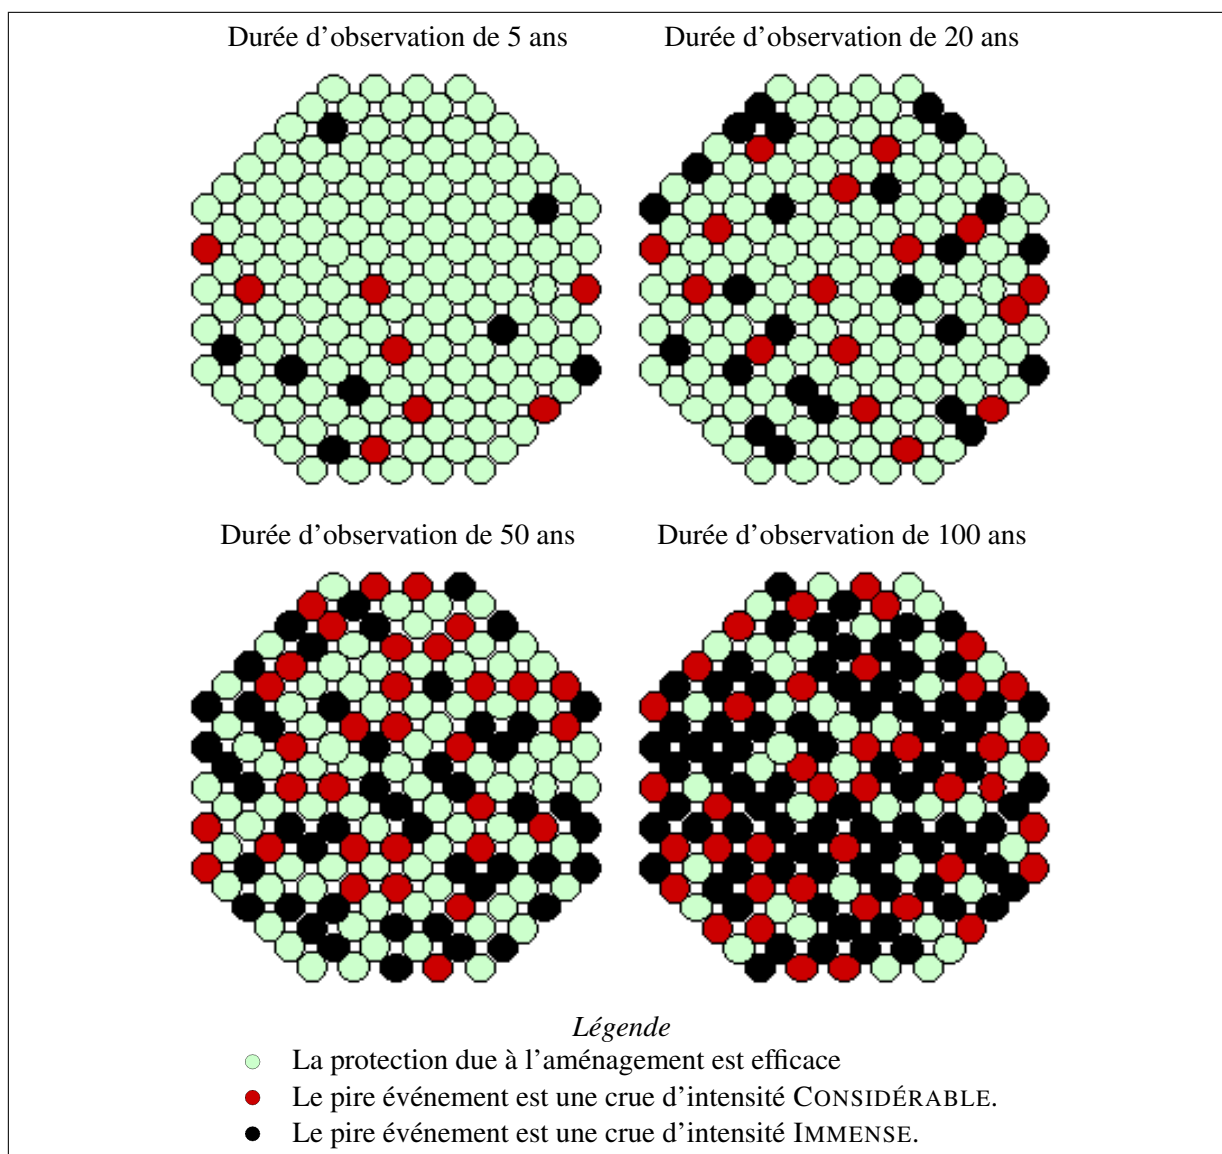 Durée d'observation de 5 ans
Durée d'observation de 20 ans
Durée d'observation de 50 ans
Durée d'observation de 100 ans
Légende
La protection due à l'aménagement est efficace
Le pire événement est une crue d'intensité CONSIDÉRABLE.
Le pire événement est une crue d'intensité IMMENSE.